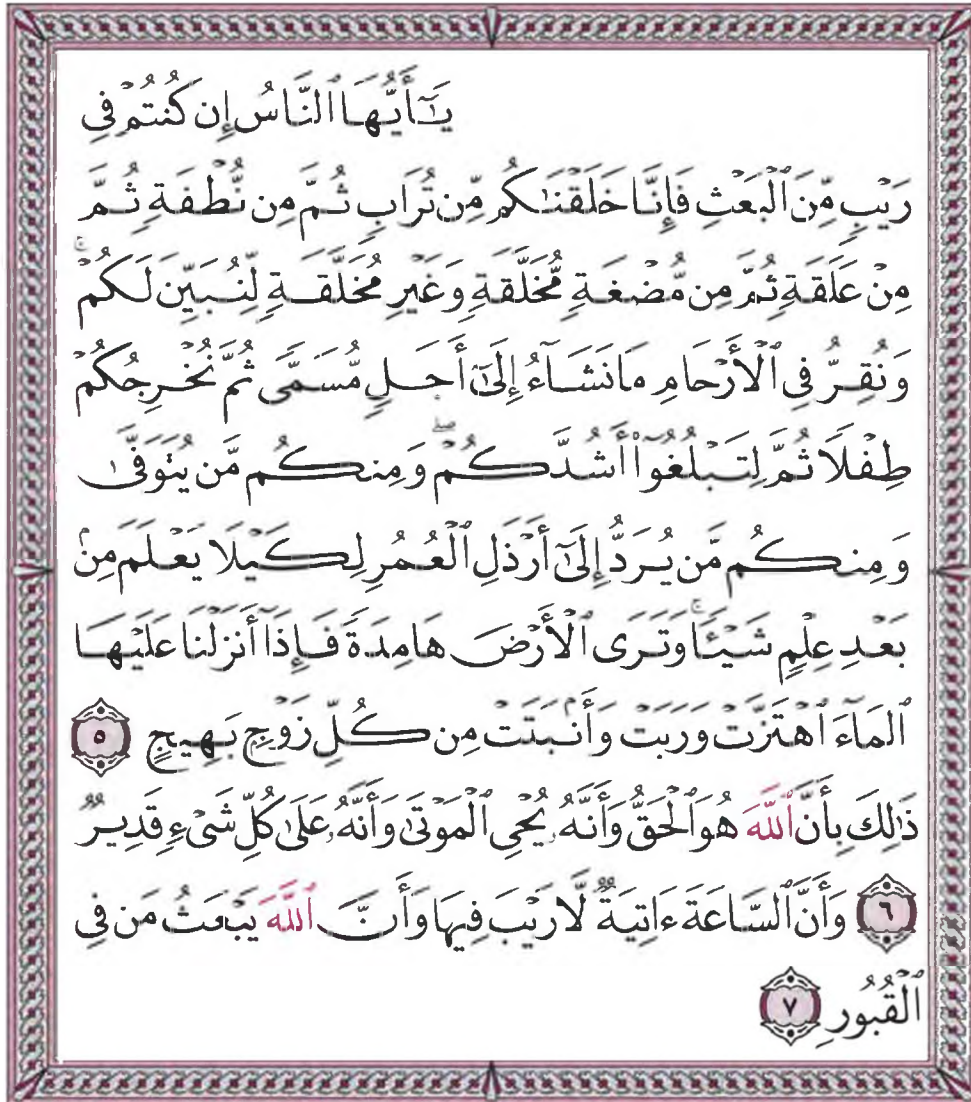 يَـٰٓأَيُّهَا ٱلنَّاسُ إِن كُنتُمۡ فِي
رَيۡبٖ مِّنَ ٱلۡبَعۡثِ فَإِنَّا خَلَقۡنَٰكُم مِّن تُرَابٖ ثُمَّ مِن نُّطۡفَةٖ ثُمَّ
مِنۡ عَلَقَةٖ ثُمَّ مِن مُّضۡغَةٖ مُّخَلَّقَةٖ وَغَيۡرِ مُخَلَّقَةٖ لِّنُبَيِّنَ لَكُمۡۚ
وَنُقِرُّ فِي ٱلۡأَرۡحَامِ مَا نَشَآءُ إِلَىٰٓ أَجَلٖ مُّسَمّٗى ثُمَّ نُخۡرِجُكُمۡ
طِفۡلٗا ثُمَّ لِتَبۡلُغُوٓاْ أَشُدَّكُمۡۖ وَمِنكُم مَّن يُتَوَفَّىٰ
وَمِنكُم مَّن يُرَدُّ إِلَىٰٓ أَرۡذَلِ ٱلۡعُمُرِ لِكَيۡلَا يَعۡلَمَ مِنۢ
بَعۡدِ عِلۡمٖ شَيۡـٔٗاۚ وَتَرَى ٱلۡأَرۡضَ هَامِدَةٗ فَإِذَآ أَنزَلۡنَا عَلَيۡهَا
ٱلۡمَآءَ ٱهۡتَزَّتۡ وَرَبَتۡ وَأَنۢبَتَتۡ مِن كُلِّ زَوۡجِۭ بَهِيجٖ ٥
ذَٰلِكَ بِأَنَّ ٱللَّهَ هُوَ ٱلۡحَقُّ وَأَنَّهُۥ يُحۡيِ ٱلۡمَوۡتَىٰ وَأَنَّهُۥ عَلَىٰ كُلِّ شَيۡءٖ قَدِيرٞ
٦ وَأَنَّ ٱلسَّاعَةَ ءَاتِيَةٞ لَّا رَيۡبَ فِيهَا وَأَنَّ ٱللَّهَ يَبۡعَثُ مَن فِي
ٱلۡقُبُورِ ٧